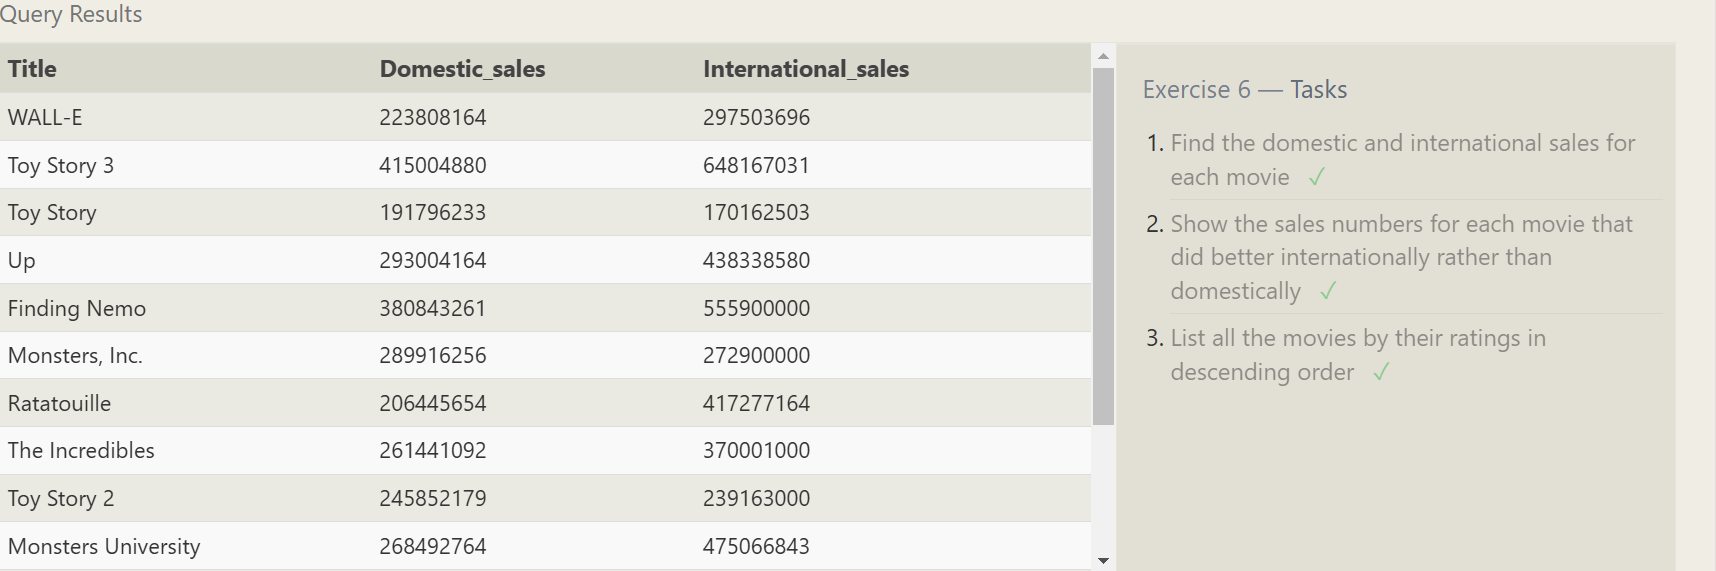 Query Results
Title Domestic_sales International_sales
WALL-E 223808164 297503696
Toy Story 3 415004880 648167031
Toy Story 191796233 170162503
Up 293004164 438338580
Finding Nemo 380843261 555900000
Monsters, Inc. 289916256 272900000
Ratatouille 206445654 417277164
The Incredibles 261441092 370001000
Toy Story 2 245852179 239163000
Monsters University 268492764 475066843
Exercise 6 — Tasks
1. Find the domestic and international sales for
each movie ✓
2. Show the sales numbers for each movie that
did better internationally rather than
domestically ✓
3. List all the movies by their ratings in
descending order ✓